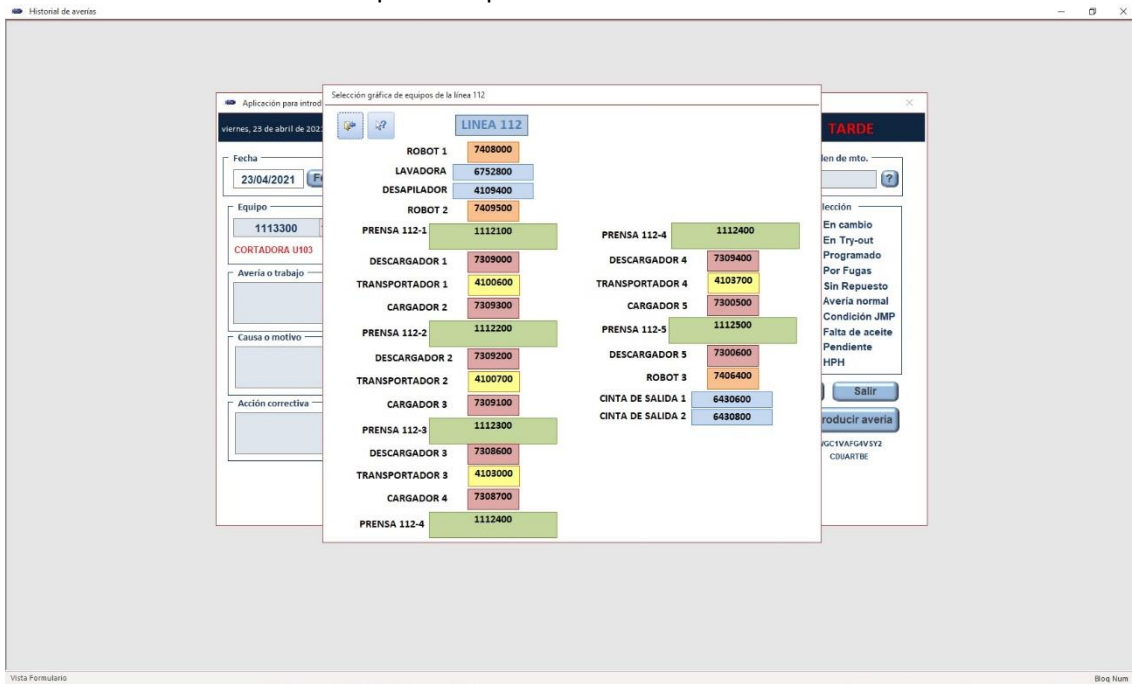 Historial de averías
Aplicación para introd
viernes, 23 de abril de 202
TARDE
Fecha
23/04/2021
Equipo
1113300
CORTADORA U103
Avería o trabajo
Causa o motivo
Acción correctiva
Selección gráfica de equipos de la línea 112
LINEA 112
ROBOT 1 7408000
LAVADORA 6752800
DESAPILADOR 4109400
ROBOT 2 7409500
PRENSA 112-1 1112100
DESCARGADOR 1 7309000
TRANSPORTADOR 1 4100600
CARGADOR 2 7309300
PRENSA 112-2 1112200
DESCARGADOR 2 7309200
TRANSPORTADOR 2 4100700
CARGADOR 3 7309100
PRENSA 112-3 1112300
DESCARGADOR 3 7308600
TRANSPORTADOR 3 4103000
CARGADOR 4 7308700
PRENSA 112-4 1112400
PRENSA 112-4 1112400
DESCARGADOR 4 7309400
TRANSPORTADOR 4 4103700
CARGADOR 5 7300500
PRENSA 112-5 1112500
DESCARGADOR 5 7300600
ROBOT 3 7406400
CINTA DE SALIDA 1 6430600
CINTA DE SALIDA 2 6430800
len de mto.
?
lección
En cambio
En Try-out
Programado
Por Fugas
Sin Repuesto
Avería normal
Condición JMP
Falta de aceite
Pendiente
HPH
Salir
roducir avería
CDUARTBE
Vista Formulario
Bloq Num